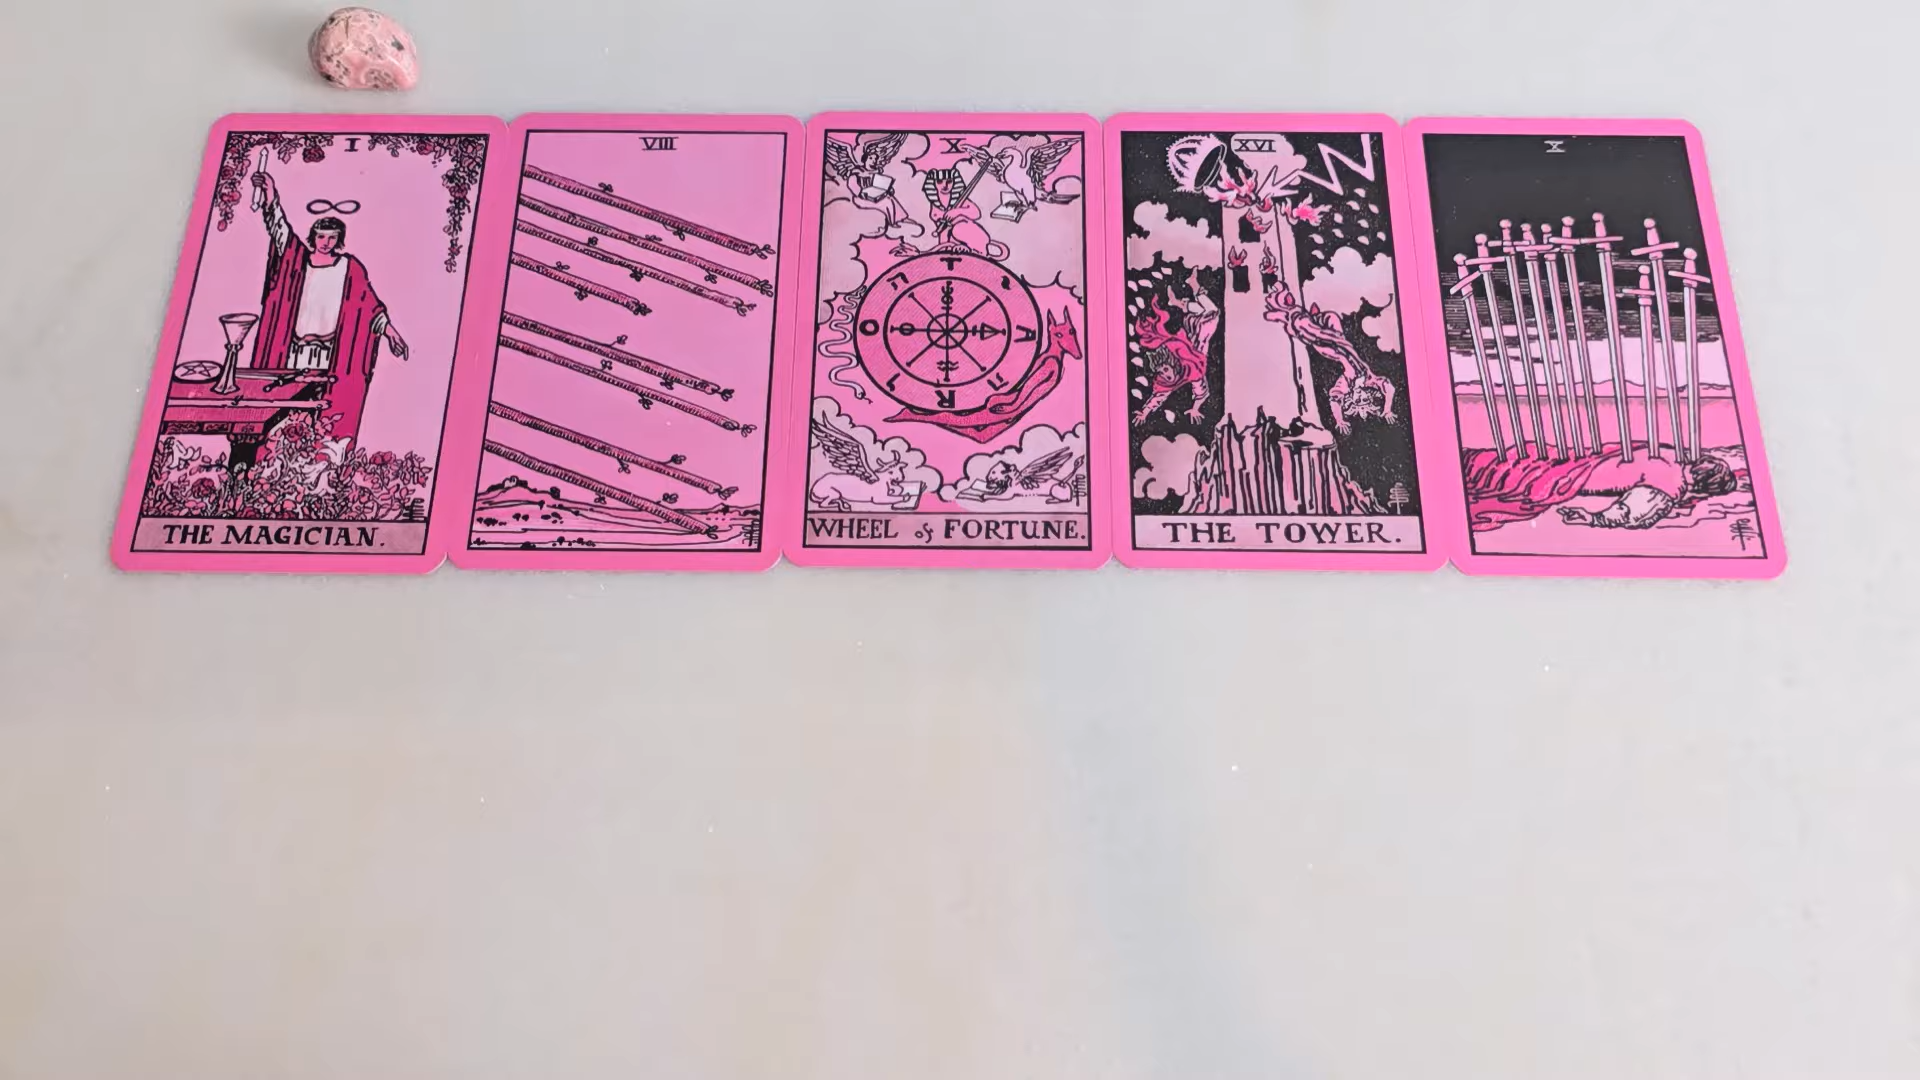 I
VIII
X
XVI
X
T
A
R
O
THE MAGICIAN.
WHEEL of FORTUNE.
THE TOWER.